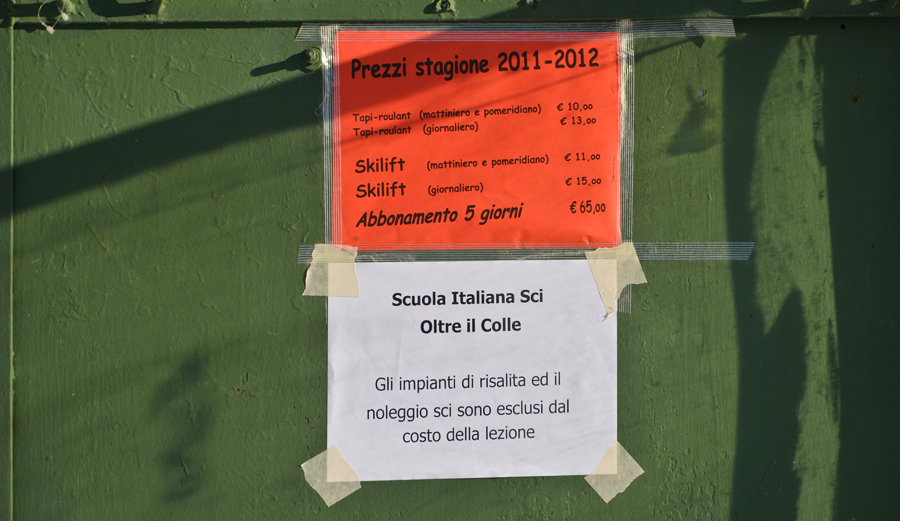 Prezzi stagione 2011-2012
Tapi-roulant (mattiniero e pomeridiano) € 10,00
Tapi-roulant (giornaliero) € 13,00
Skilift (mattiniero e pomeridiano) € 11,00
Skilift (giornaliero) € 15,00
Abbonamento 5 giorni € 65,00
Scuola Italiana Sci
Oltre il Colle
Gli impianti di risalita ed il
noleggio sci sono esclusi dal
costo della lezione